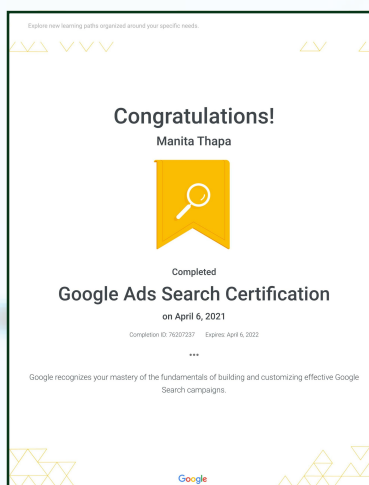 Explore new learning paths organized around your specific needs.
Congratulations!
Manita Thapa
Completed
Google Ads Search Certification
on April 6, 2021
Completion ID: 76207237 Expires: April 6, 2022
•••
Google recognizes your mastery of the fundamentals of building and customizing effective Google
Search campaigns.
Google